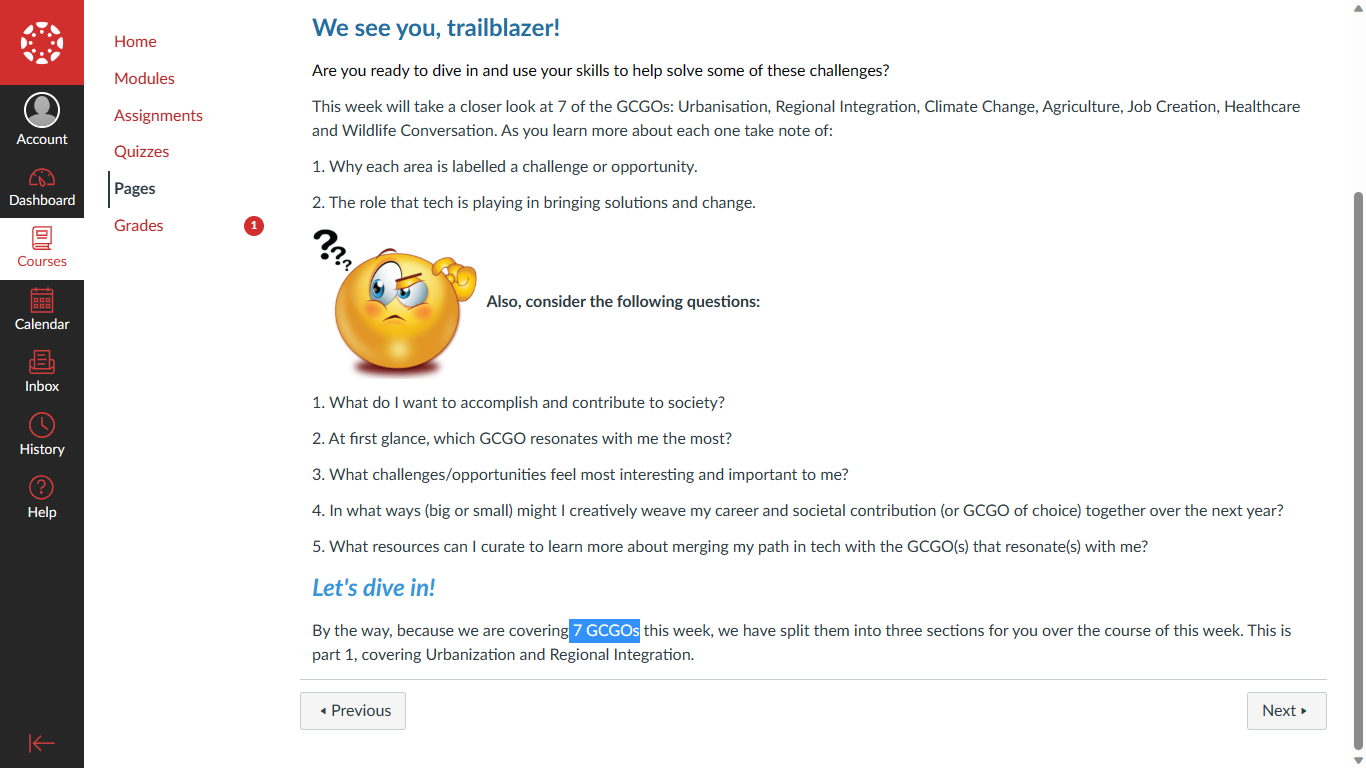 We see you, trailblazer!
Are you ready to dive in and use your skills to help solve some of these challenges?
This week will take a closer look at 7 of the GCGOs: Urbanisation, Regional Integration, Climate Change, Agriculture, Job Creation, Healthcare
and Wildlife Conversation. As you learn more about each one take note of:
1. Why each area is labelled a challenge or opportunity.
2. The role that tech is playing in bringing solutions and change.
???
Also, consider the following questions:
1. What do I want to accomplish and contribute to society?
2. At first glance, which GCGO resonates with me the most?
3. What challenges/opportunities feel most interesting and important to me?
4. In what ways (big or small) might I creatively weave my career and societal contribution (or GCGO of choice) together over the next year?
5. What resources can I curate to learn more about merging my path in tech with the GCGO(s) that resonate(s) with me?
Let's dive in!
By the way, because we are covering 7 GCGOs this week, we have split them into three sections for you over the course of this week. This is
part 1, covering Urbanization and Regional Integration.
Previous
Next
Home
Modules
Assignments
Quizzes
Pages
Grades 1
Account
Dashboard
Courses
Calendar
Inbox
History
Help